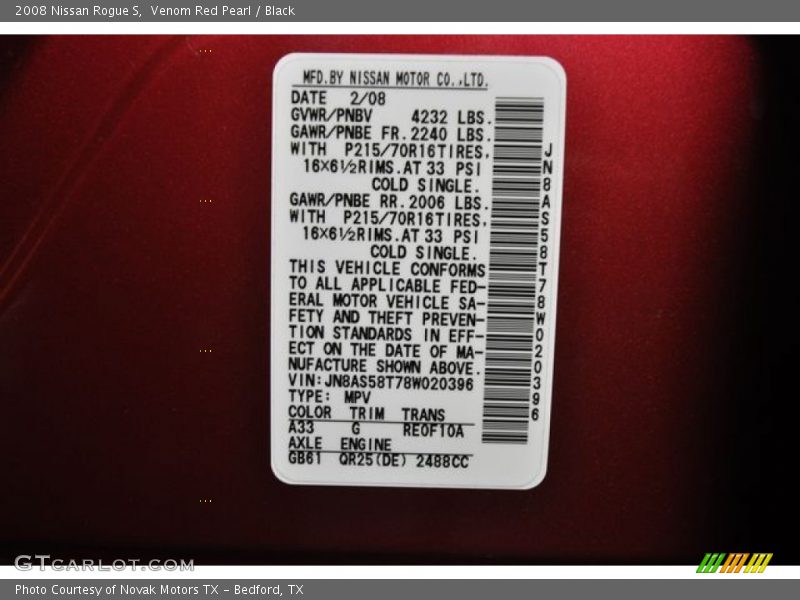 2008 Nissan Rogue S, Venom Red Pearl / Black
MFD.BY NISSAN MOTOR CO.,LTD.
DATE 2/08
GVWR/PNBV 4232 LBS.
GAWR/PNBE FR. 2240 LBS.
WITH P215/70R16TIRES,
16X6½RIMS.AT 33 PSI
COLD SINGLE.
GAWR/PNBE RR. 2006 LBS.
WITH P215/70R16TIRES,
16X6½RIMS.AT 33 PSI
COLD SINGLE.
THIS VEHICLE CONFORMS
TO ALL APPLICABLE FED-
ERAL MOTOR VEHICLE SA-
FETY AND THEFT PREVEN-
TION STANDARDS IN EFF-
ECT ON THE DATE OF MA-
NUFACTURE SHOWN ABOVE.
VIN:JN8AS58T78W020396
TYPE: MPV
COLOR TRIM TRANS
A33 G RE0F10A
AXLE ENGINE
GB61 QR25(DE) 2488CC
JN8AS58T78W020396
GTCARLOT.COM
Photo Courtesy of Novak Motors TX - Bedford, TX